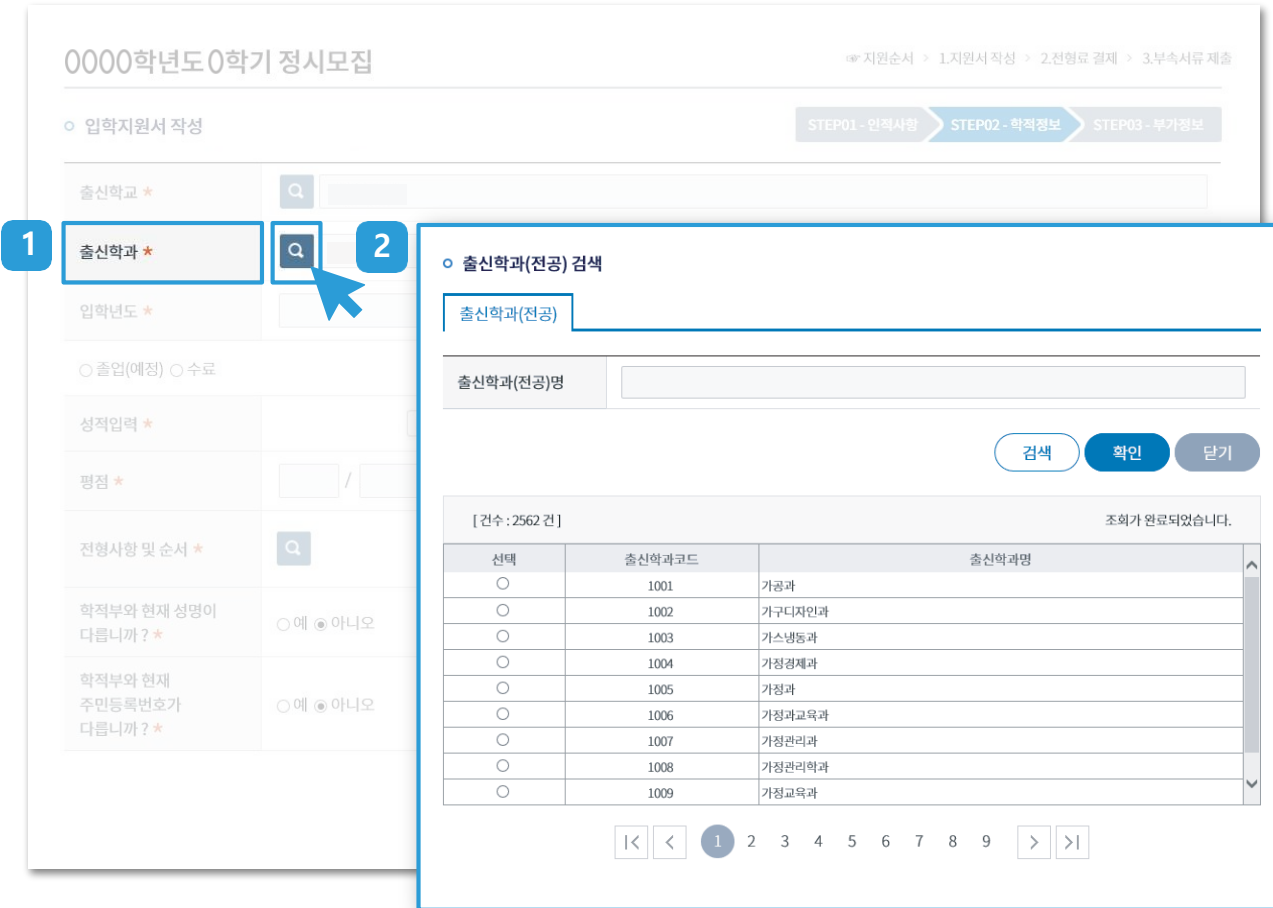 0000학년도 0학기 정시모집
☞ 지원순서 > 1.지원서 작성 > 2.전형료 결제 > 3.부속서류 제출
입학지원서 작성
STEP01 - 인적사항 STEP02 - 학적정보 STEP03 - 부가정보
출신학교 *
1
출신학과 *
2
입학년도 *
졸업(예정) 수료
성적입력 *
평점 *
/
전형사항 및 순서 *
학적부와 현재 성명이
다릅니까 ? *
예 아니오
학적부와 현재
주민등록번호가
다릅니까 ? *
예 아니오
출신학과(전공) 검색
출신학과(전공)
출신학과(전공)명
검색 확인 닫기
[ 건수 : 2562 건 ] 조회가 완료되었습니다.
선택 출신학과코드 출신학과명
1001 가공과
1002 가구디자인과
1003 가스냉동과
1004 가정경제과
1005 가정과
1006 가정과교육과
1007 가정관리과
1008 가정관리학과
1009 가정교육과
|< < 1 2 3 4 5 6 7 8 9 > >|